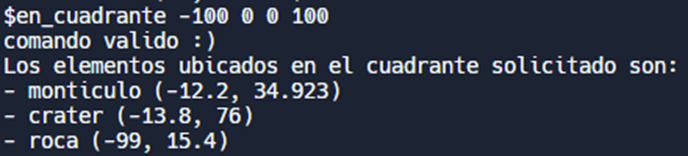 $en_cuadrante -100 0 0 100
comando valido :)
Los elementos ubicados en el cuadrante solicitado son:
- monticulo (-12.2, 34.923)
- crater (-13.8, 76)
- roca (-99, 15.4)